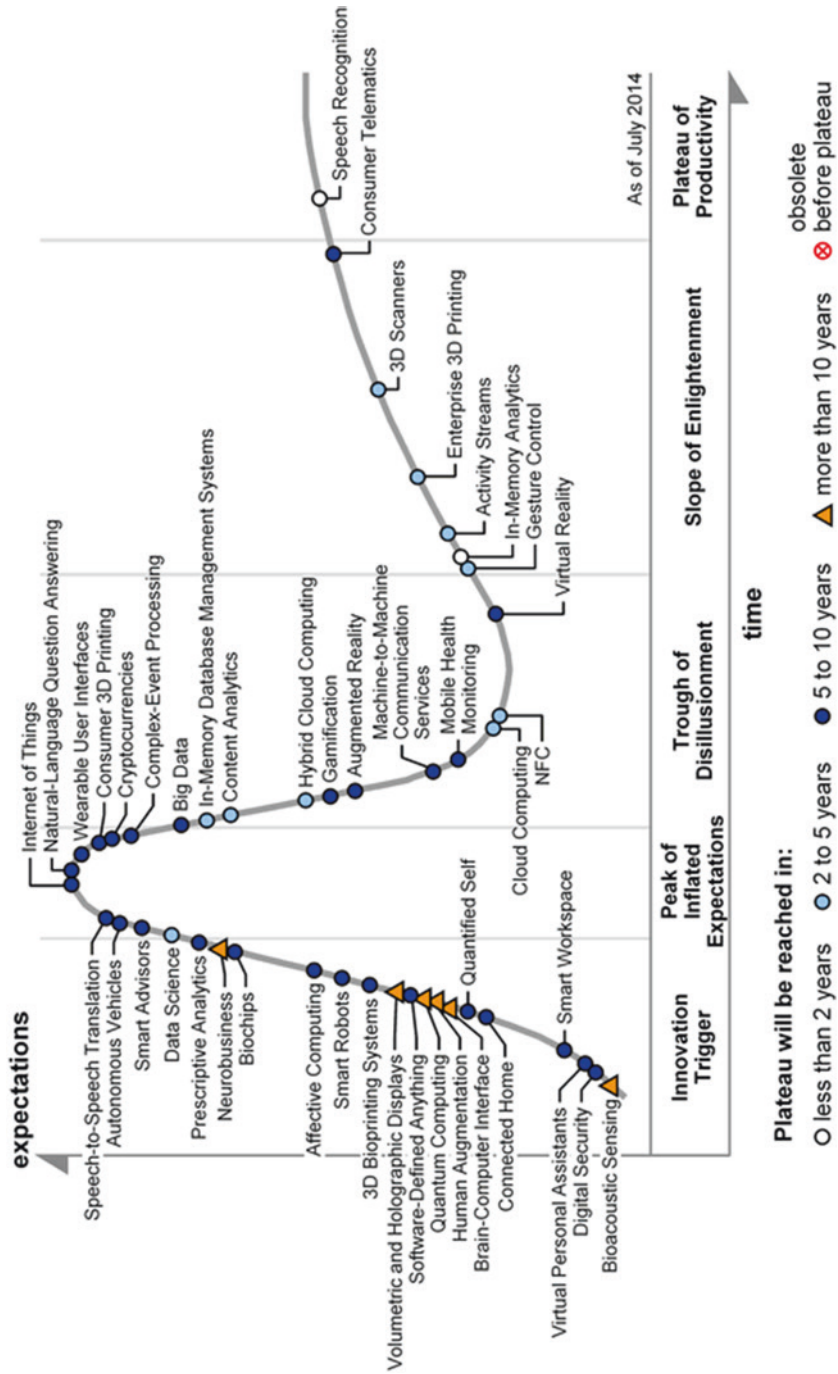 expectations
Internet of Things
Natural-Language Question Answering
Wearable User Interfaces
Consumer 3D Printing
Cryptocurrencies
Complex-Event Processing
Speech-to-Speech Translation
Autonomous Vehicles
Smart Advisors
Data Science
Prescriptive Analytics
Neurobusiness
Biochips
Big Data
In-Memory Database Management Systems
Content Analytics
Hybrid Cloud Computing
Gamification
Augmented Reality
Machine-to-Machine
Communication
Services
Mobile Health
Monitoring
Affective Computing
Smart Robots
3D Bioprinting Systems
Volumetric and Holographic Displays
Software-Defined Anything
Quantum Computing
Human Augmentation
Brain-Computer Interface
Connected Home
Quantified Self
Cloud Computing
NFC
Virtual Reality
Gesture Control
In-Memory Analytics
Activity Streams
Enterprise 3D Printing
3D Scanners
Consumer Telematics
Speech Recognition
Smart Workspace
Virtual Personal Assistants
Digital Security
Bioacoustic Sensing
As of July 2014
Innovation
Trigger
Peak of
Inflated
Expectations
Trough of
Disillusionment
Slope of Enlightenment
Plateau of
Productivity
time
Plateau will be reached in:
less than 2 years
2 to 5 years
5 to 10 years
more than 10 years
obsolete
before plateau